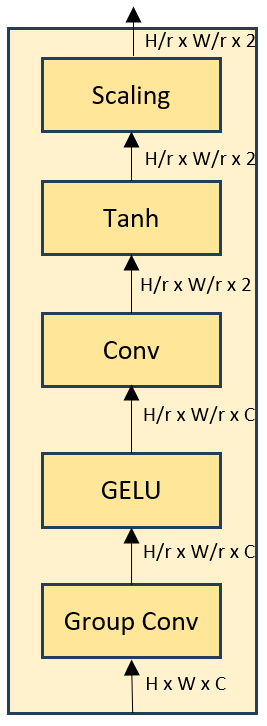 H/r x W/r x 2
Scaling
H/r x W/r x 2
Tanh
H/r x W/r x 2
Conv
H/r x W/r x C
GELU
H/r x W/r x C
Group Conv
H x W x C